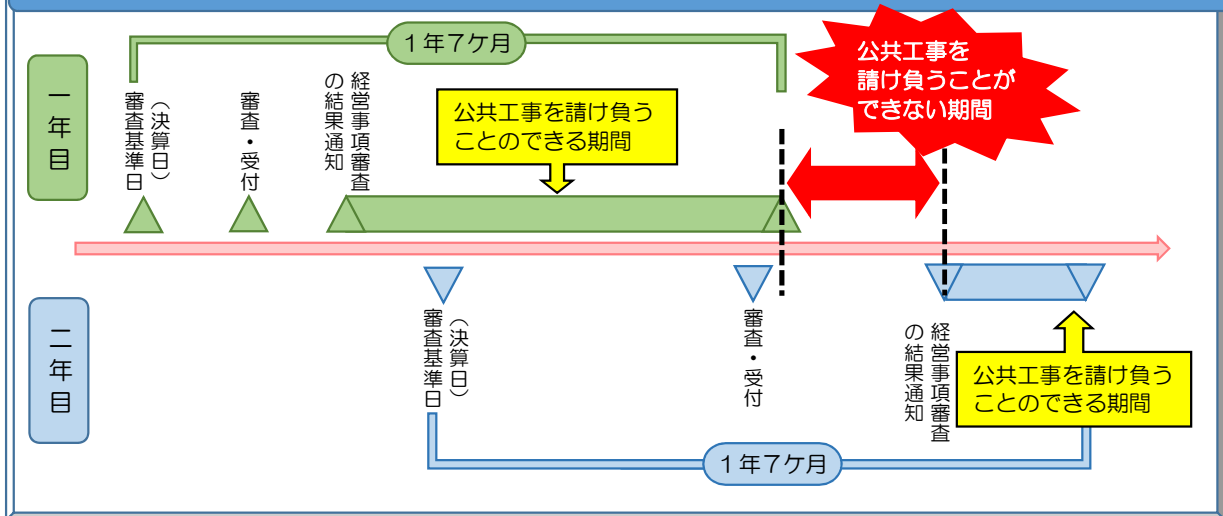 1年7ケ月
公共工事を
請け負うことが
できない期間
一年目
審査基準日
（決算日）
審査・受付
経営事項審査
の結果通知
公共工事を請け負う
ことのできる期間
二年目
（決算日）
審査基準日
審査・受付
経営事項審査
の結果通知
公共工事を請け負う
ことのできる期間
1年7ケ月